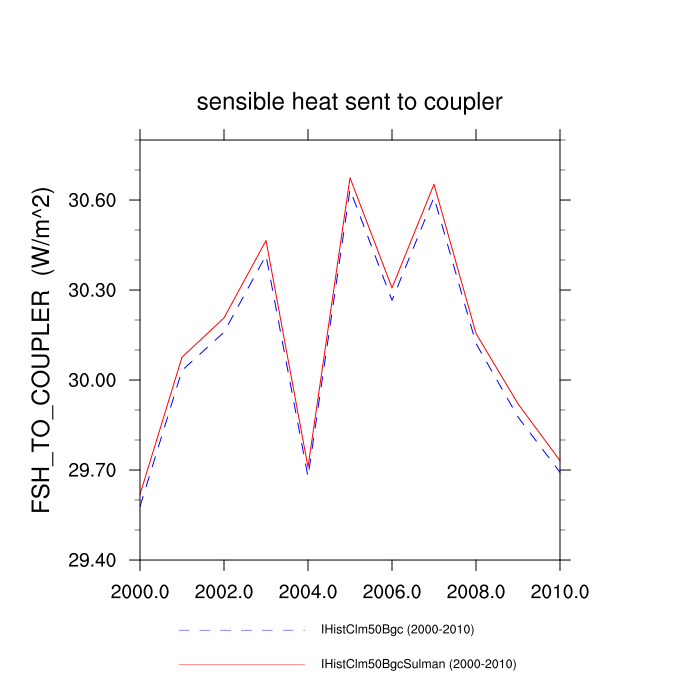 sensible heat sent to coupler
FSH_TO_COUPLER (W/m^2)
30.60
30.30
30.00
29.70
29.40
2000.0 2002.0 2004.0 2006.0 2008.0 2010.0
IHistClm50Bgc (2000-2010)
IHistClm50BgcSulman (2000-2010)